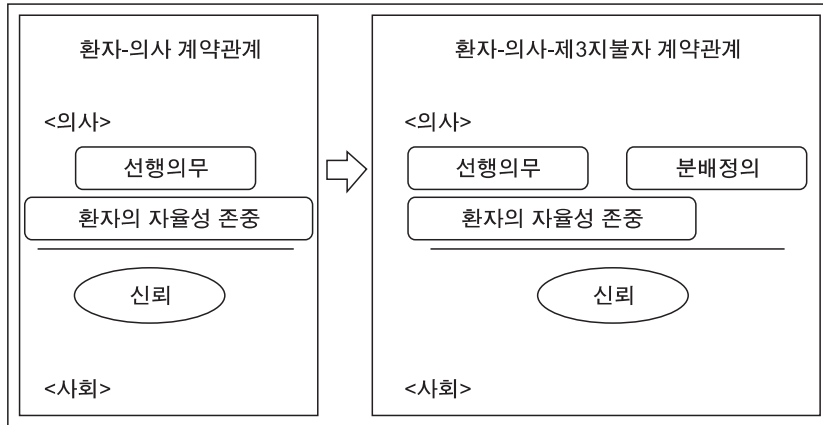 환자-의사 계약관계
<의사>
선행의무
환자의 자율성 존중
신뢰
<사회>
환자-의사-제3지불자 계약관계
<의사>
선행의무
분배정의
환자의 자율성 존중
신뢰
<사회>